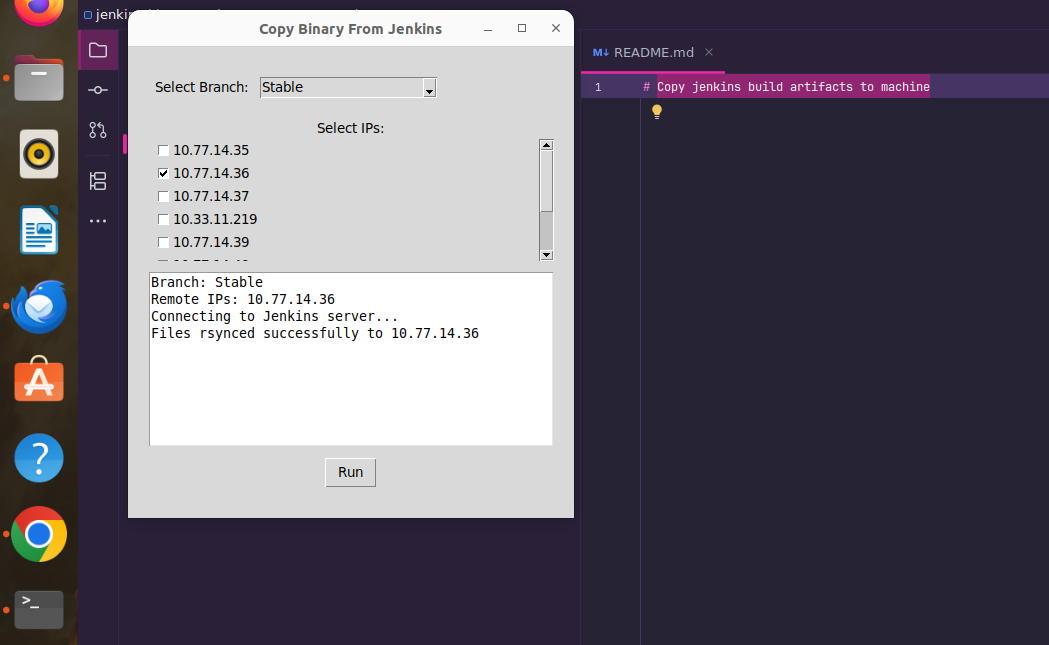 jenki
Copy Binary From Jenkins
Select Branch: Stable
Select IPs:
10.77.14.35
10.77.14.36
10.77.14.37
10.33.11.219
10.77.14.39
Branch: Stable
Remote IPs: 10.77.14.36
Connecting to Jenkins server...
Files rsynced successfully to 10.77.14.36
Run
M↓ README.md
1 # Copy jenkins build artifacts to machine